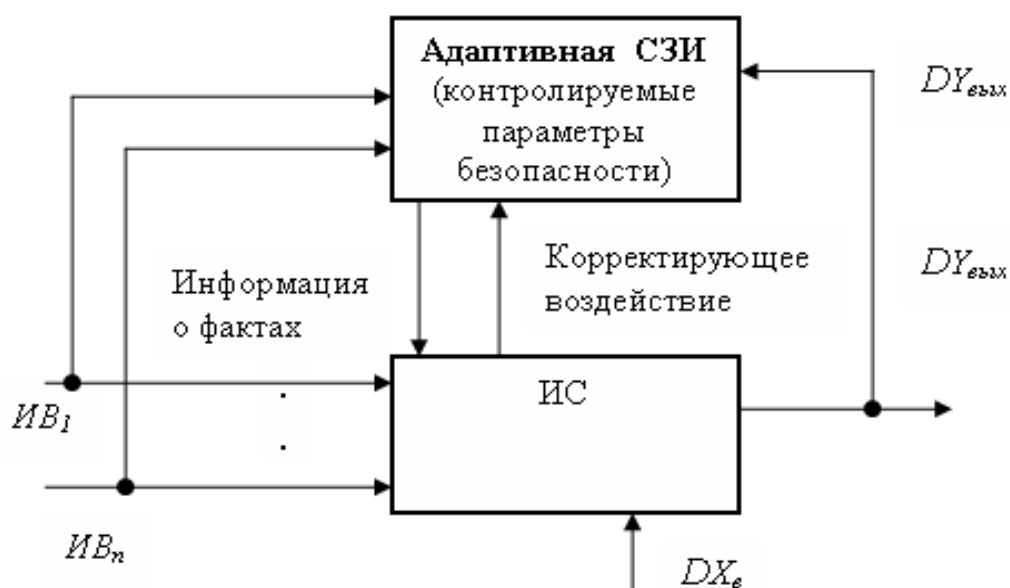 Адаптивная СЗИ
(контролируемые
параметры
безопасности)
DYвых
Информация
о фактах
Корректирующее
воздействие
DYвых
ИВ1
ИС
.
.
ИВn
DXв